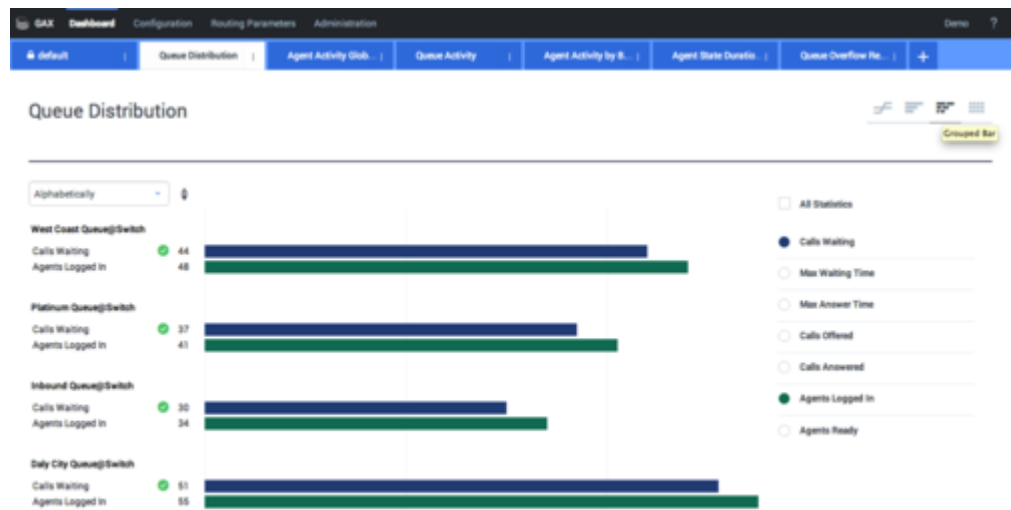 GAX Dashboard Configuration Routing Parameters Administration Demo ?
default Queue Distribution Agent Activity Glob... Queue Activity Agent Activity by B... Agent State Duratio... Queue Overflow Re... +
Queue Distribution
Grouped Bar
Alphabetically
All Statistics
West Coast Queue@Switch
Calls Waiting 44
Agents Logged In 48
Calls Waiting
Max Waiting Time
Platinum Queue@Switch
Calls Waiting 37
Agents Logged In 41
Max Answer Time
Calls Offered
Calls Answered
Inbound Queue@Switch
Calls Waiting 30
Agents Logged In 34
Agents Logged In
Agents Ready
Daly City Queue@Switch
Calls Waiting 51
Agents Logged In 55